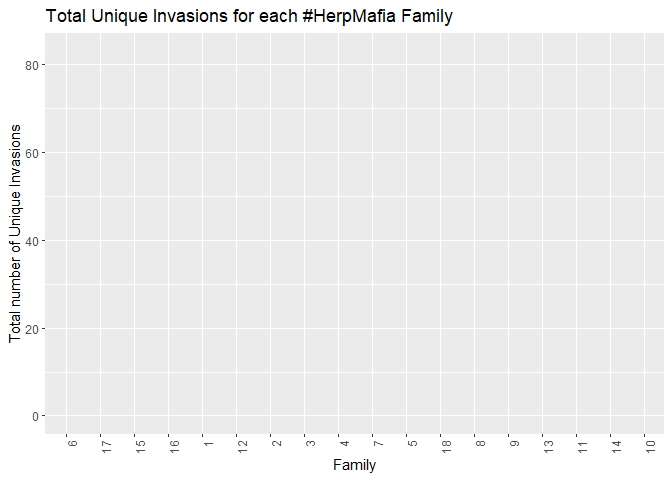 Total Unique Invasions for each #HerpMafia Family
Total number of Unique Invasions
80
60
40
20
0
6 17 15 16 1 12 2 3 4 7 5 18 8 9 13 11 14 10
Family